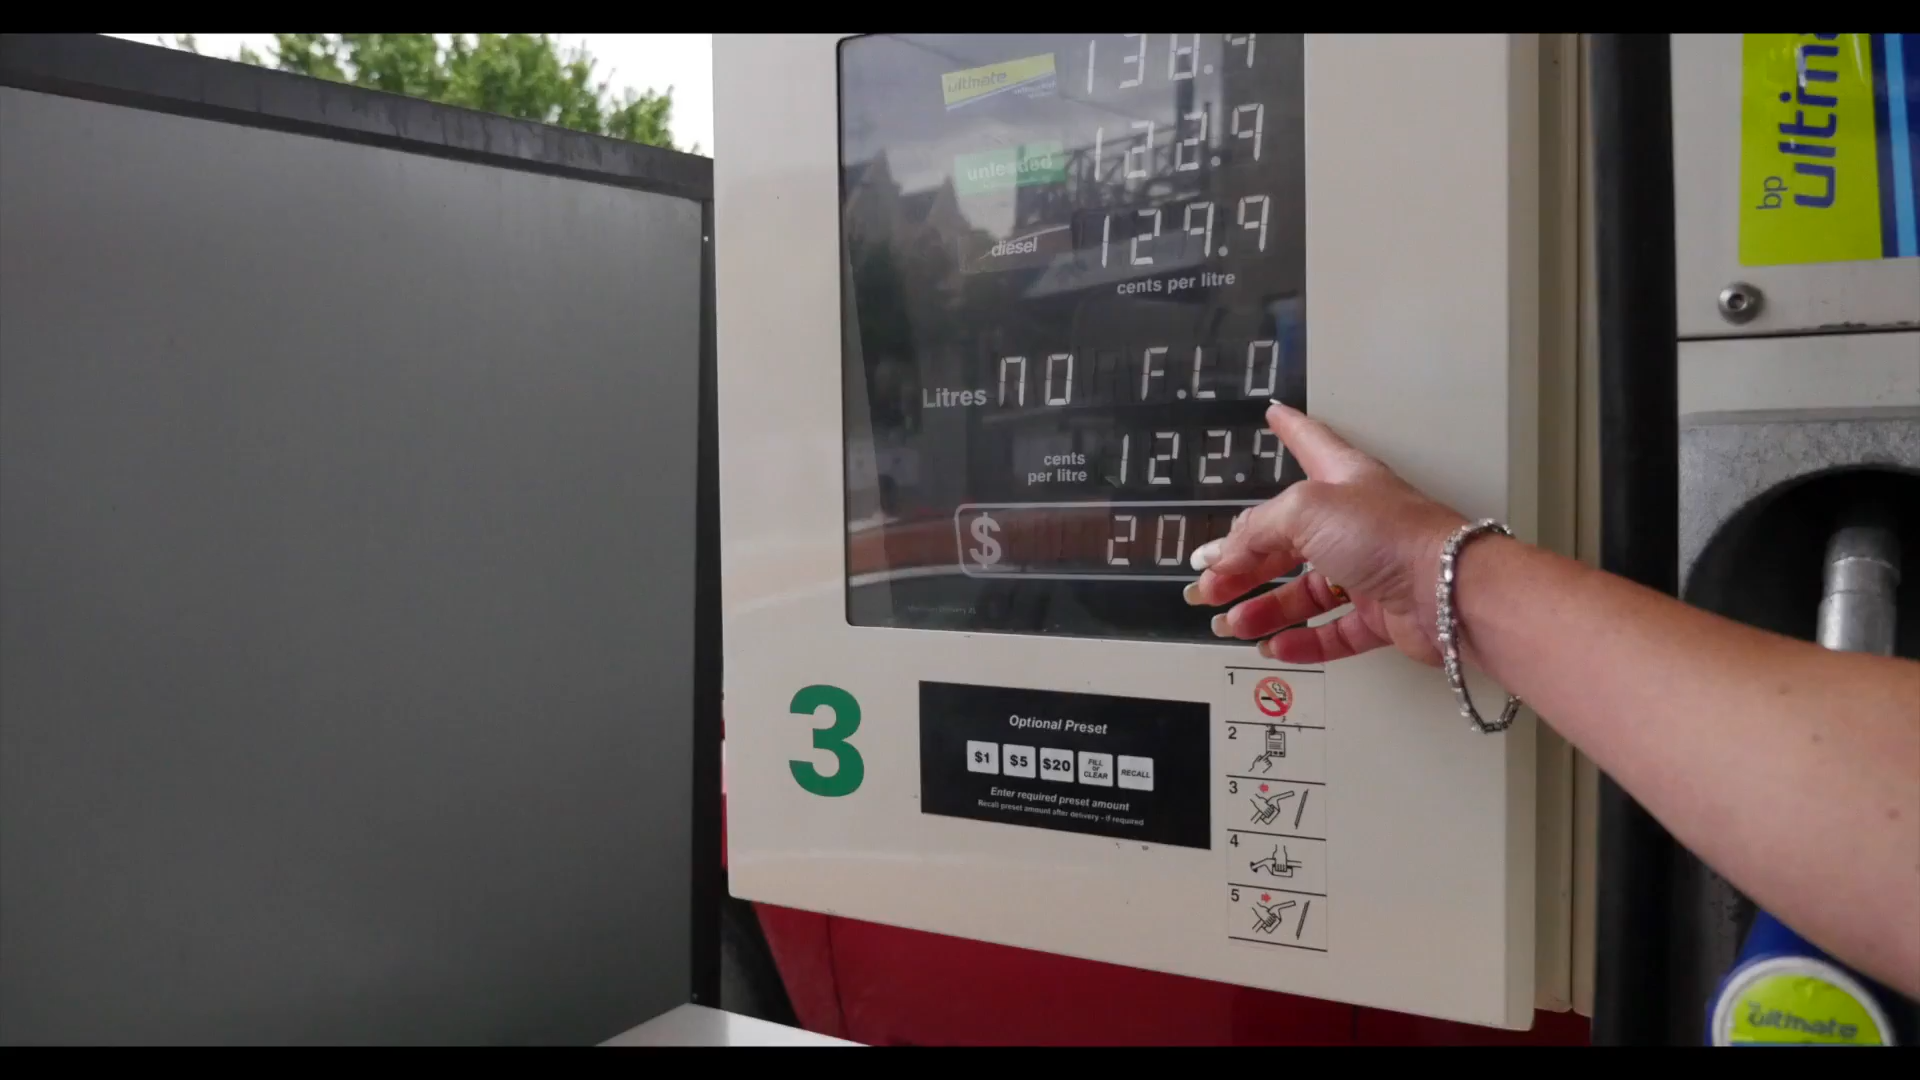 ultimate 138.9
unleaded 122.9
diesel 129.9
cents per litre
Litres NO F.LO
cents
per litre 122.9
$ 20.
3
Optional Preset
$1 $5 $20 FILL or CLEAR RECALL
Enter required preset amount
Recall preset amount after delivery - if required
1
2
3
4
5
bp
ultim
ultimate